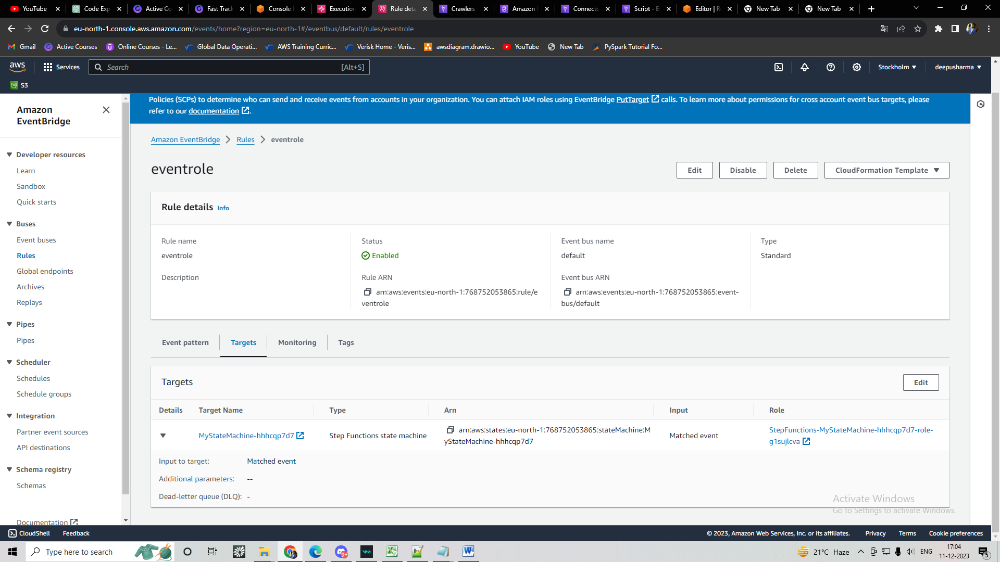 YouTube
Code Exp
Active Co
Fast Track
Console
Execution
Rule deta
Crawlers
Amazon
Connecto
Script - E
Editor | R
New Tab
New Tab
eu-north-1.console.aws.amazon.com/events/home?region=eu-north-1#/eventbus/default/rules/eventrole
Gmail
Active Courses
Online Courses - Le...
Global Data Operati...
AWS Training Curric...
Verisk Home - Veris...
awsdiagram.drawio...
YouTube
New Tab
PySpark Tutorial Fo...
aws
Services
Search
[Alt+S]
Stockholm
deepusharma
S3
Amazon
EventBridge
Developer resources
Learn
Sandbox
Quick starts
Buses
Event buses
Rules
Global endpoints
Archives
Replays
Pipes
Pipes
Scheduler
Schedules
Schedule groups
Integration
Partner event sources
API destinations
Schema registry
Schemas
Documentation
Policies (SCPs) to determine who can send and receive events from accounts in your organization. You can attach IAM roles using EventBridge PutTarget calls. To learn more about permissions for cross account event bus targets, please
refer to our documentation.
Amazon EventBridge
Rules
eventrole
eventrole
Edit
Disable
Delete
CloudFormation Template
Rule details Info
Rule name
eventrole
Description
Status
Enabled
Rule ARN
arn:aws:events:eu-north-1:768752053865:rule/e
ventrole
Event bus name
default
Event bus ARN
arn:aws:events:eu-north-1:768752053865:event-
bus/default
Type
Standard
Event pattern
Targets
Monitoring
Tags
Targets
Edit
Details
Target Name
Type
Arn
Input
Role
MyStateMachine-hhhcqp7d7
Step Functions state machine
arn:aws:states:eu-north-1:768752053865:stateMachine:M
yStateMachine-hhhcqp7d7
Matched event
StepFunctions-MyStateMachine-hhhcqp7d7-role-
g1sujlcva
Input to target: Matched event
Additional parameters: --
Dead-letter queue (DLQ): -
Activate Windows
Go to Settings to activate Windows.
CloudShell
Feedback
© 2023, Amazon Web Services, Inc. or its affiliates.
Privacy
Terms
Cookie preferences
Type here to search
9+
21°C Haze
ENG
17:04
11-12-2023
5